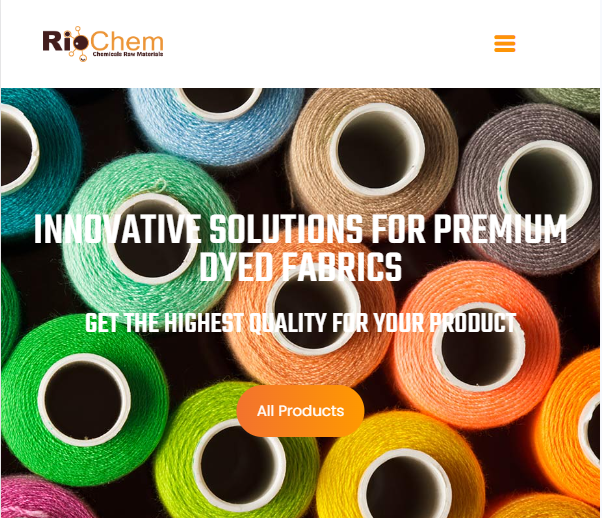 RioChem
Chemicals Raw Materials
INNOVATIVE SOLUTIONS FOR PREMIUM
DYED FABRICS
GET THE HIGHEST QUALITY FOR YOUR PRODUCT
All Products